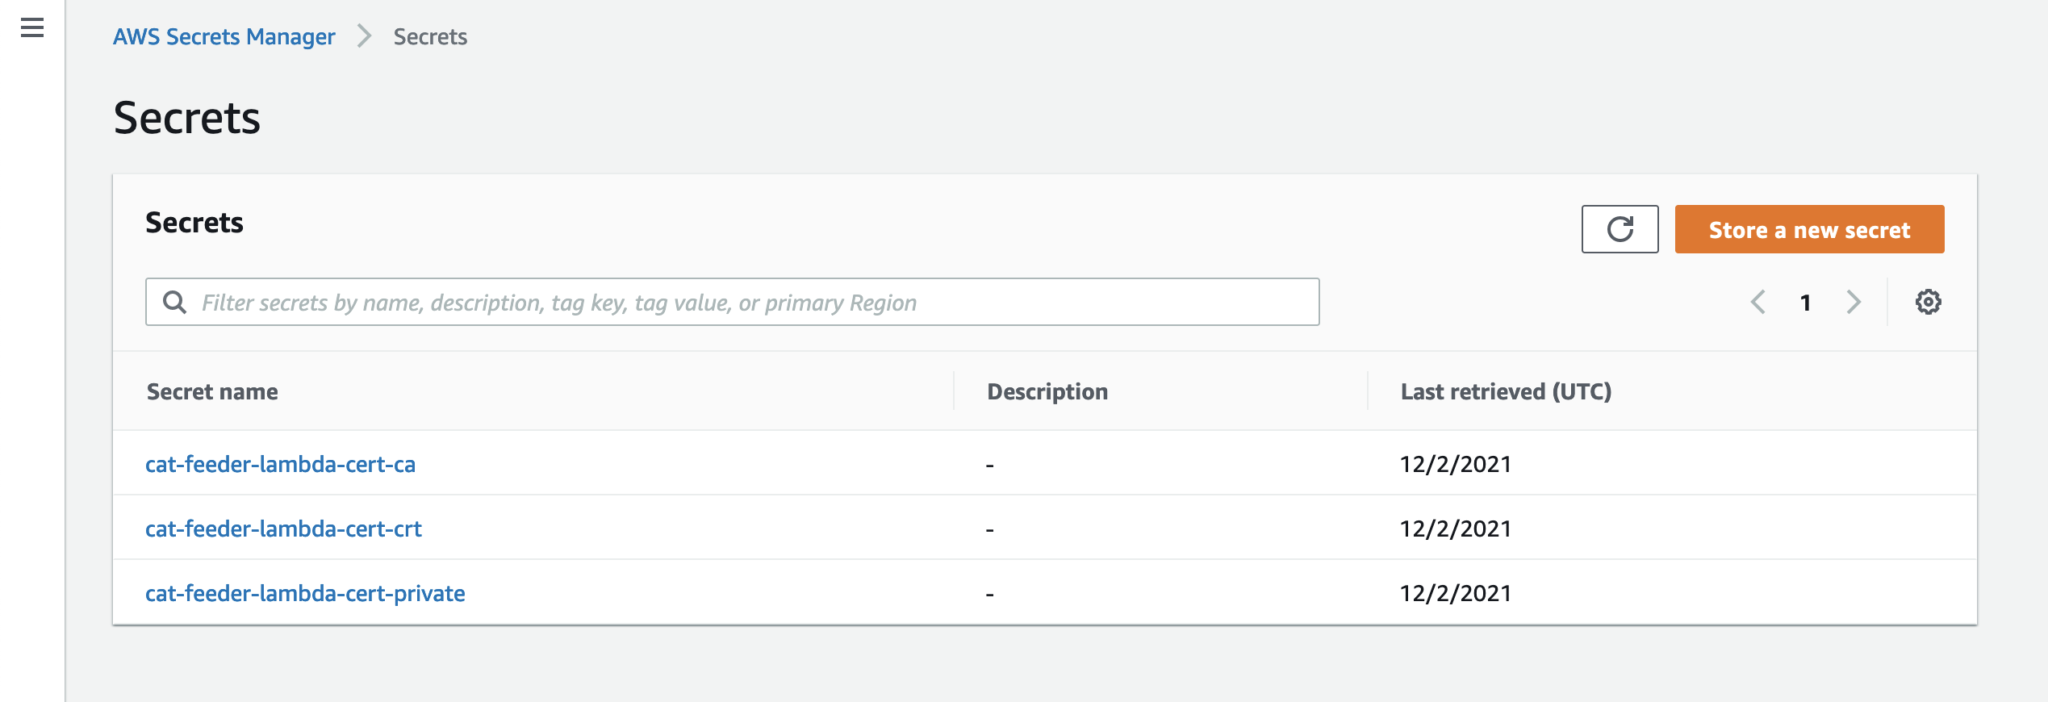 AWS Secrets Manager > Secrets
Secrets
Secrets
Store a new secret
Filter secrets by name, description, tag key, tag value, or primary Region
1
Secret name Description Last retrieved (UTC)
cat-feeder-lambda-cert-ca - 12/2/2021
cat-feeder-lambda-cert-crt - 12/2/2021
cat-feeder-lambda-cert-private - 12/2/2021